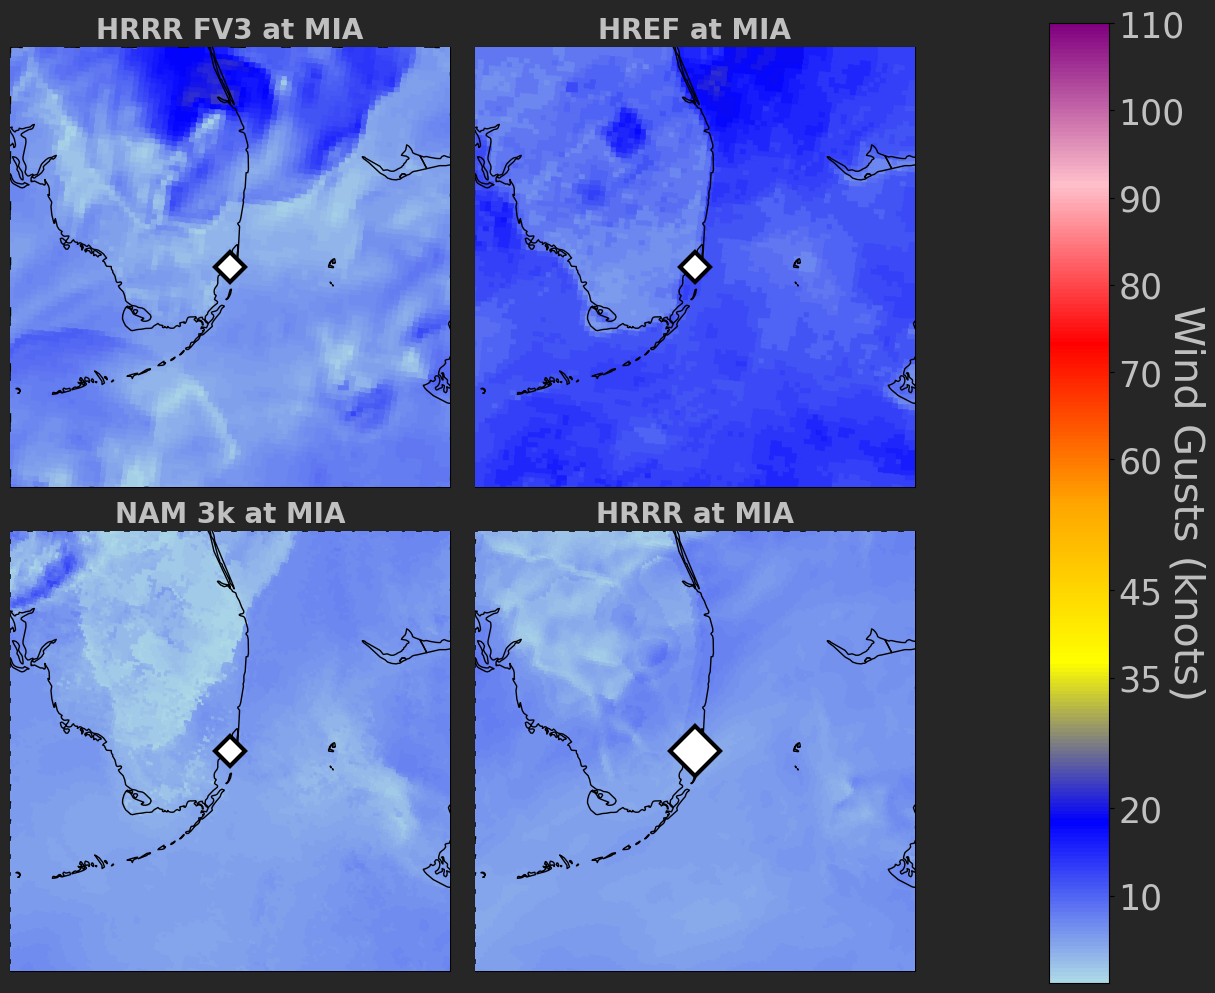 HRRR FV3 at MIA
HREF at MIA
NAM 3k at MIA
HRRR at MIA
110
100
90
80
70
60
45
35
20
10
Wind Gusts (knots)